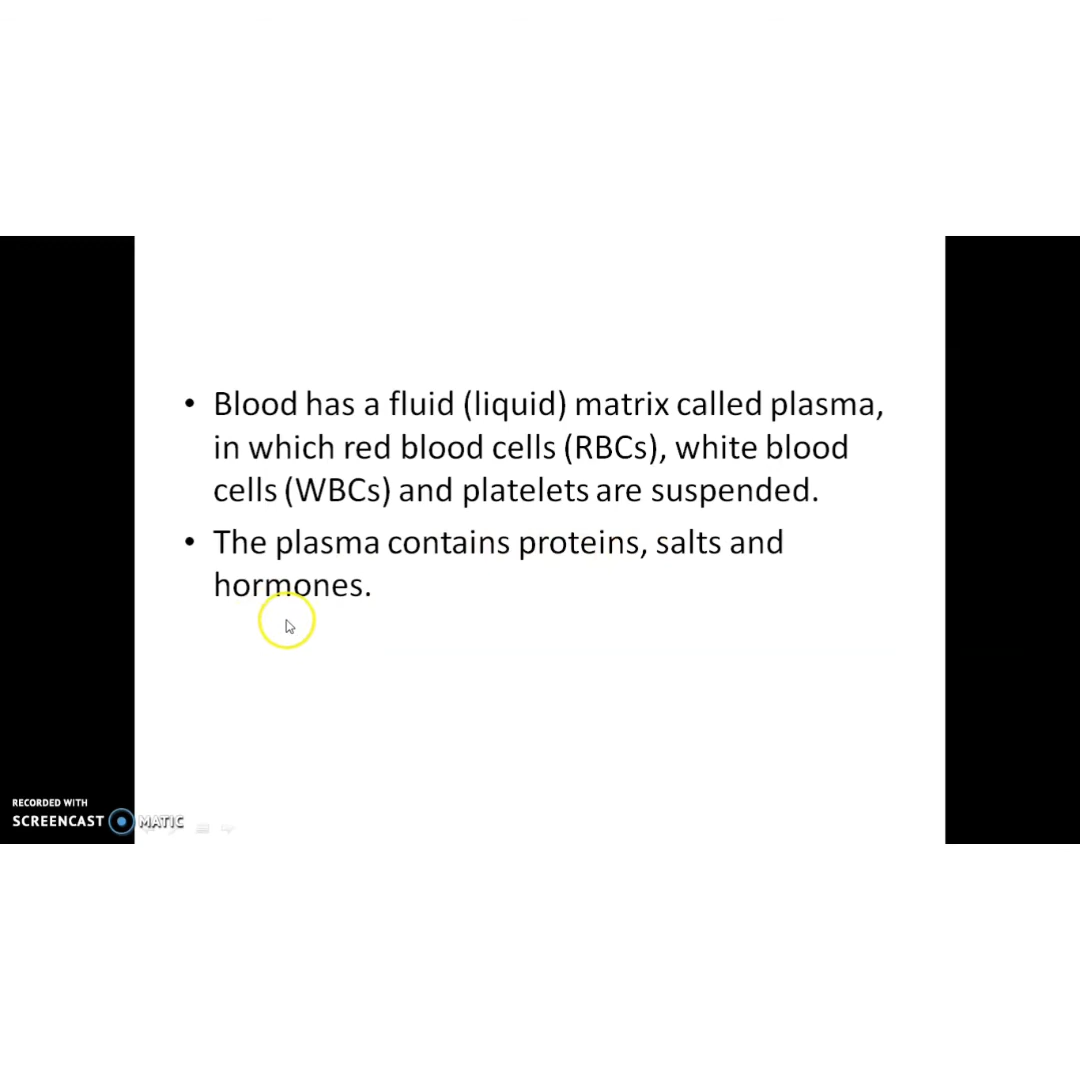 • Blood has a fluid (liquid) matrix called plasma,
in which red blood cells (RBCs), white blood
cells (WBCs) and platelets are suspended.
• The plasma contains proteins, salts and
hormones.
RECORDED WITH
SCREENCAST MATIC